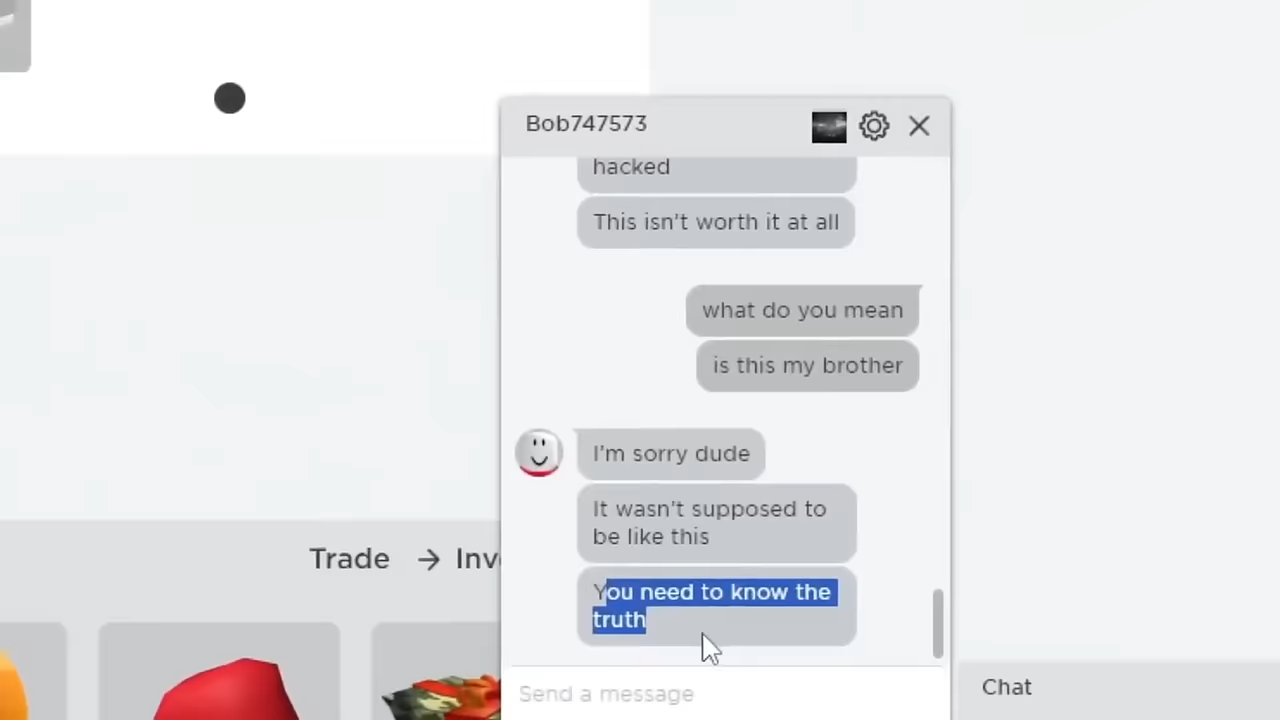 Bob747573
hacked
This isn't worth it at all
what do you mean
is this my brother
I'm sorry dude
It wasn't supposed to
be like this
You need to know the
truth
Send a message
Trade → Inv
Chat